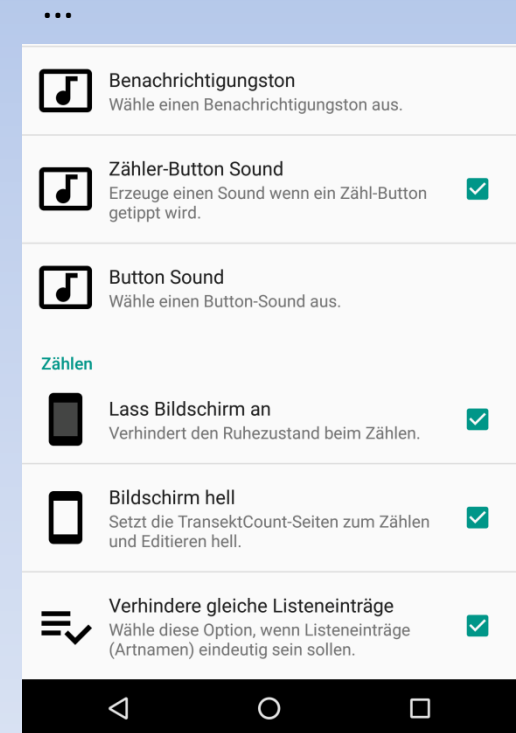 ...
Benachrichtigungston
Wähle einen Benachrichtigungston aus.
Zähler-Button Sound
Erzeuge einen Sound wenn ein Zähl-Button
getippt wird.
Button Sound
Wähle einen Button-Sound aus.
Zählen
Lass Bildschirm an
Verhindert den Ruhezustand beim Zählen.
Bildschirm hell
Setzt die TransektCount-Seiten zum Zählen
und Editieren hell.
Verhindere gleiche Listeneinträge
Wähle diese Option, wenn Listeneinträge
(Artnamen) eindeutig sein sollen.